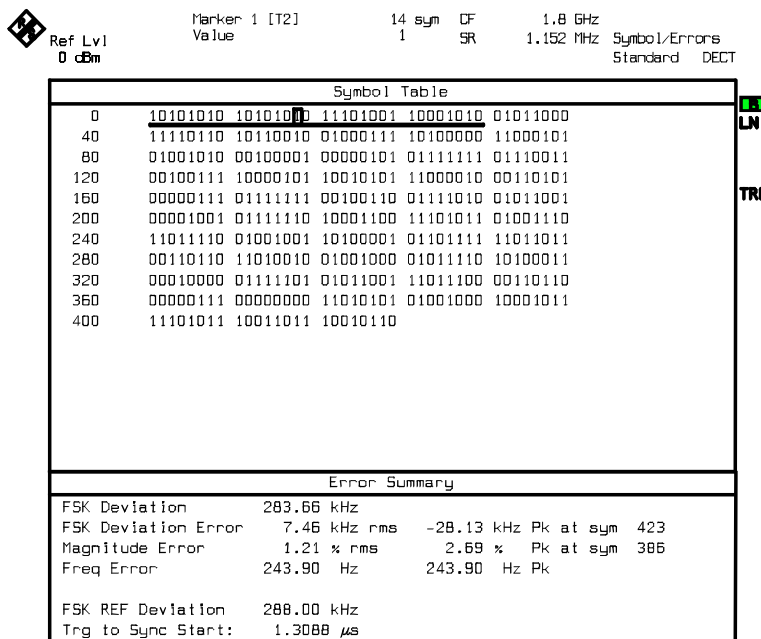 Marker 1 [T2] 14 sym CF 1.8 GHz
Ref Lvl Value 1 SR 1.152 MHz Symbol/Errors
0 dBm Standard DECT
Symbol Table
0 10101010 10101010 11101001 10001010 01011000
40 11110110 10110010 01000111 10100000 11000101
80 01001010 00100001 00000101 01111111 01110011
120 00100111 10000101 10010101 11000010 00110101
160 00000111 01111111 00100110 01011110 01011001
200 00001001 01111110 10001100 11101011 01001110
240 11011110 01001001 10100001 01101111 11011011
280 00110110 11010010 01001000 01011110 10100011
320 00010000 01111101 01011001 11011100 00110110
360 00000111 00000000 11010101 01001000 10001011
400 11101011 10011011 10010110
LN
Error Summary
FSK Deviation 283.66 kHz
FSK Deviation Error 7.46 kHz rms -28.13 kHz Pk at sym 423
Magnitude Error 1.21 % rms 2.69 % Pk at sym 386
Freq Error 243.90 Hz 243.90 Hz Pk
FSK REF Deviation 288.00 kHz
Trg to Sync Start: 1.3088 µs